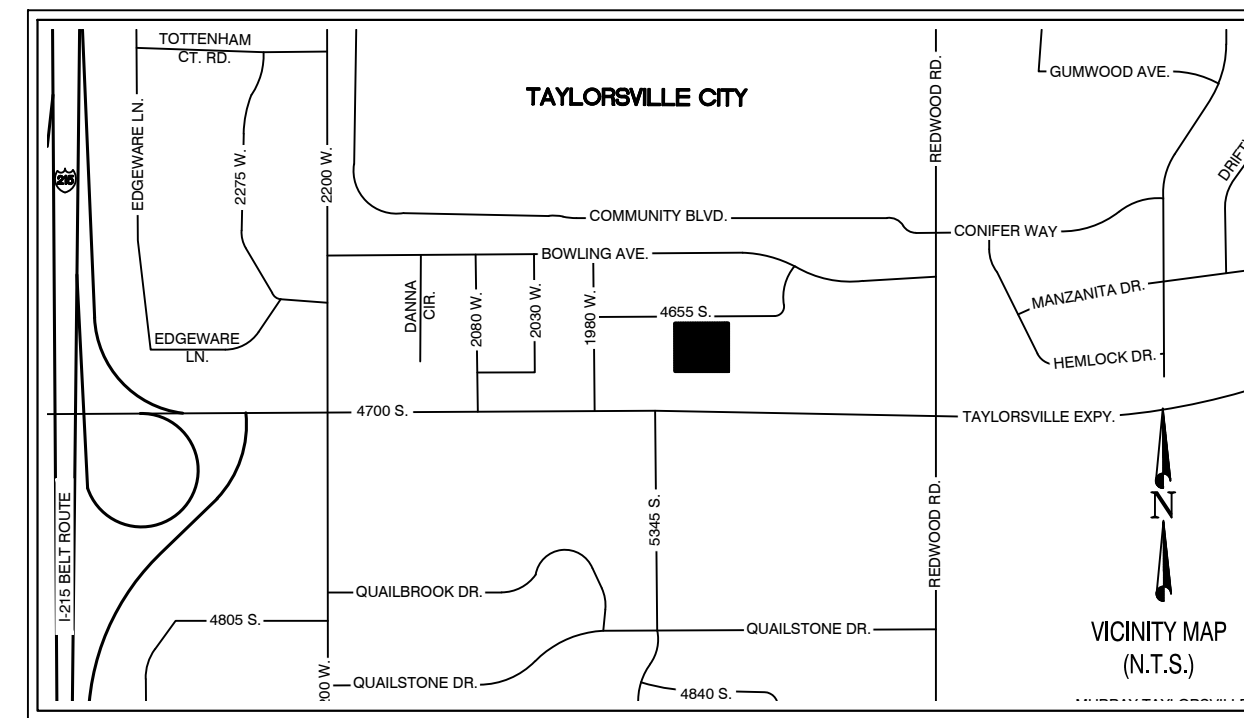 TOTTENHAM
CT. RD.
EDGEWARE LN.
2275 W.
2200 W.
TAYLORSVILLE CITY
REDWOOD RD.
GUMWOOD AVE.
215
COMMUNITY BLVD.
CONIFER WAY
BOWLING AVE.
DANNA
CIR.
2080 W.
2030 W.
1980 W.
4655 S.
MANZANITA DR.
EDGEWARE
LN.
HEMLOCK DR.
4700 S.
TAYLORSVILLE EXPY.
I-215 BELT ROUTE
5345 S.
REDWOOD RD.
N
QUAILBROOK DR.
4805 S.
QUAILSTONE DR.
VICINITY MAP
(N.T.S.)
QUAILSTONE DR.
00 W.
4840 S.